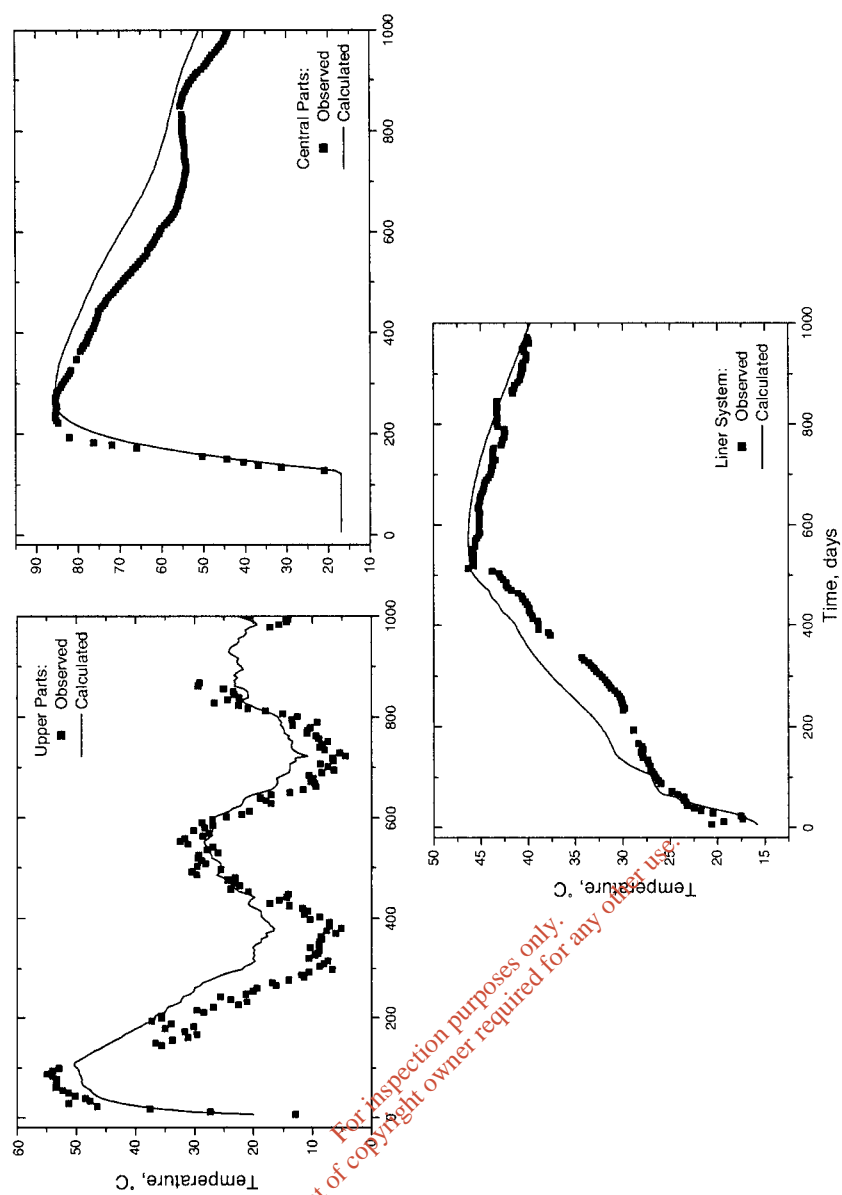 Temperature, °C
60
50
40
30
20
10
0
200
400
600
800
1000
Upper Parts:
Observed
Calculated
90
80
70
60
50
40
30
20
10
0
200
400
600
800
1000
Central Parts:
Observed
Calculated
Temperature, °C
50
45
40
35
30
25
20
15
0
200
400
600
800
1000
Time, days
Liner System:
Observed
Calculated
For inspection purposes only.
t of copyright owner required for any other use.